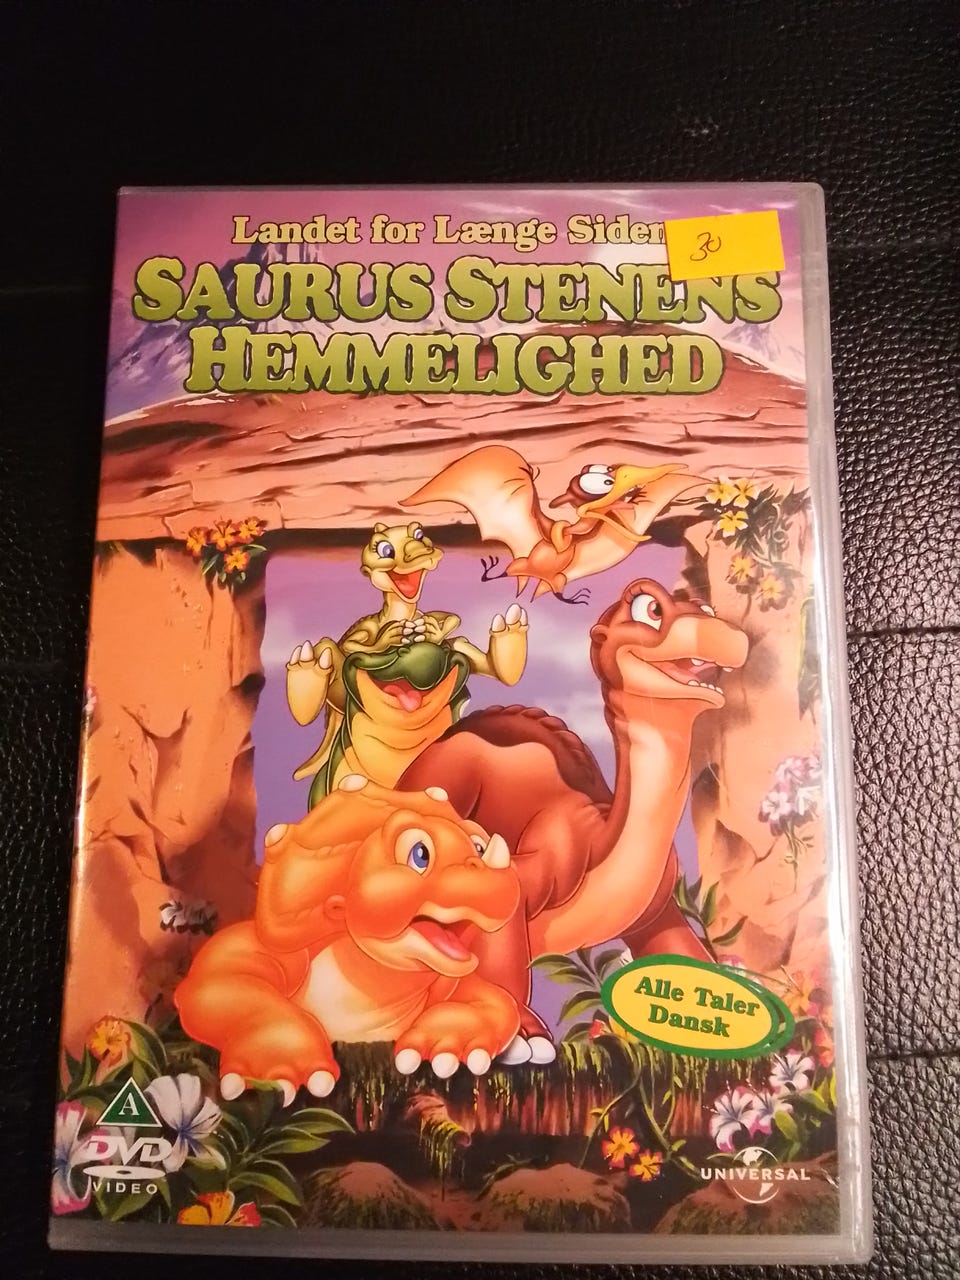 Landet for Længe Siden
30
SAURUS STENENS
HEMMELIGHED
Alle Taler
Dansk
A
DVD
VIDEO
UNIVERSAL